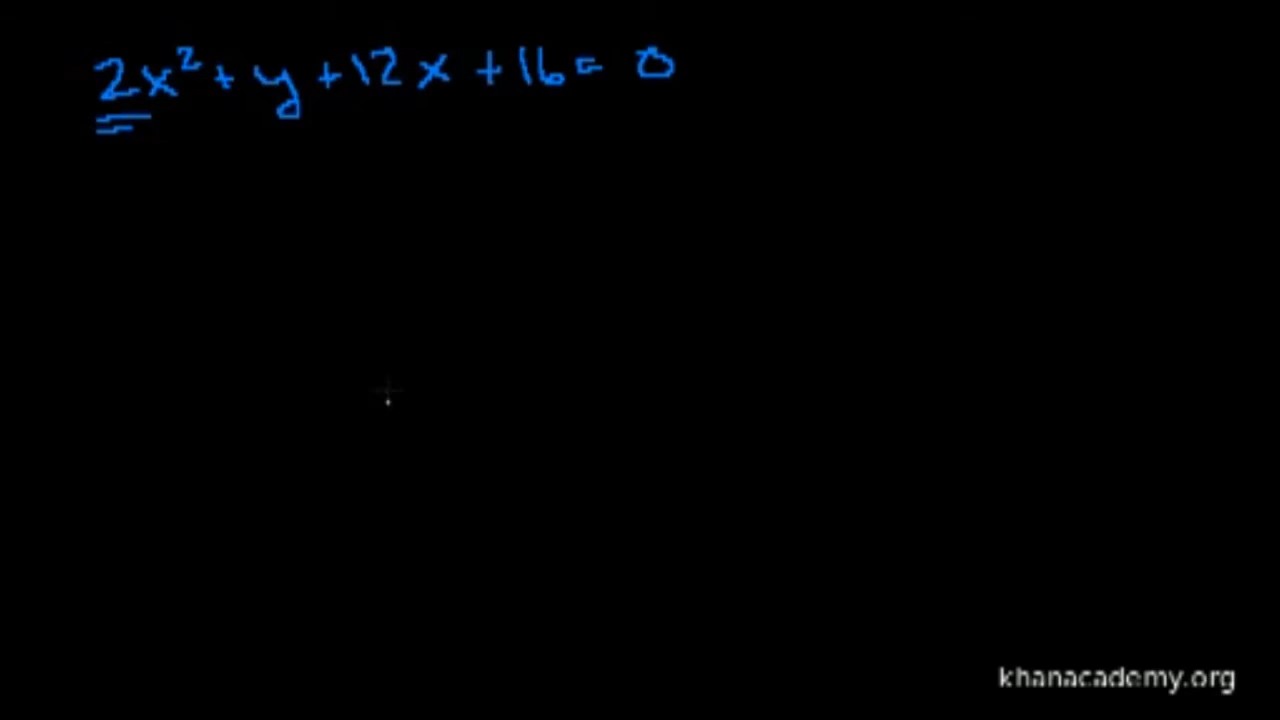 2x² + y + 12x + 16 = 0
khanacademy.org